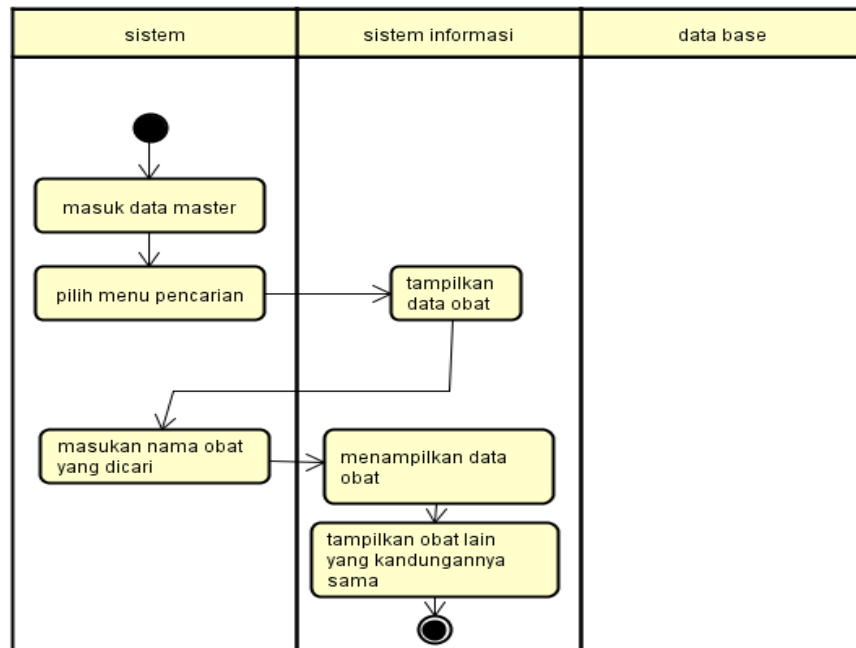 sistem
sistem informasi
data base
masuk data master
pilih menu pencarian
tampilkan
data obat
masukan nama obat
yang dicari
menampilkan data
obat
tampilkan obat lain
yang kandungannya
sama